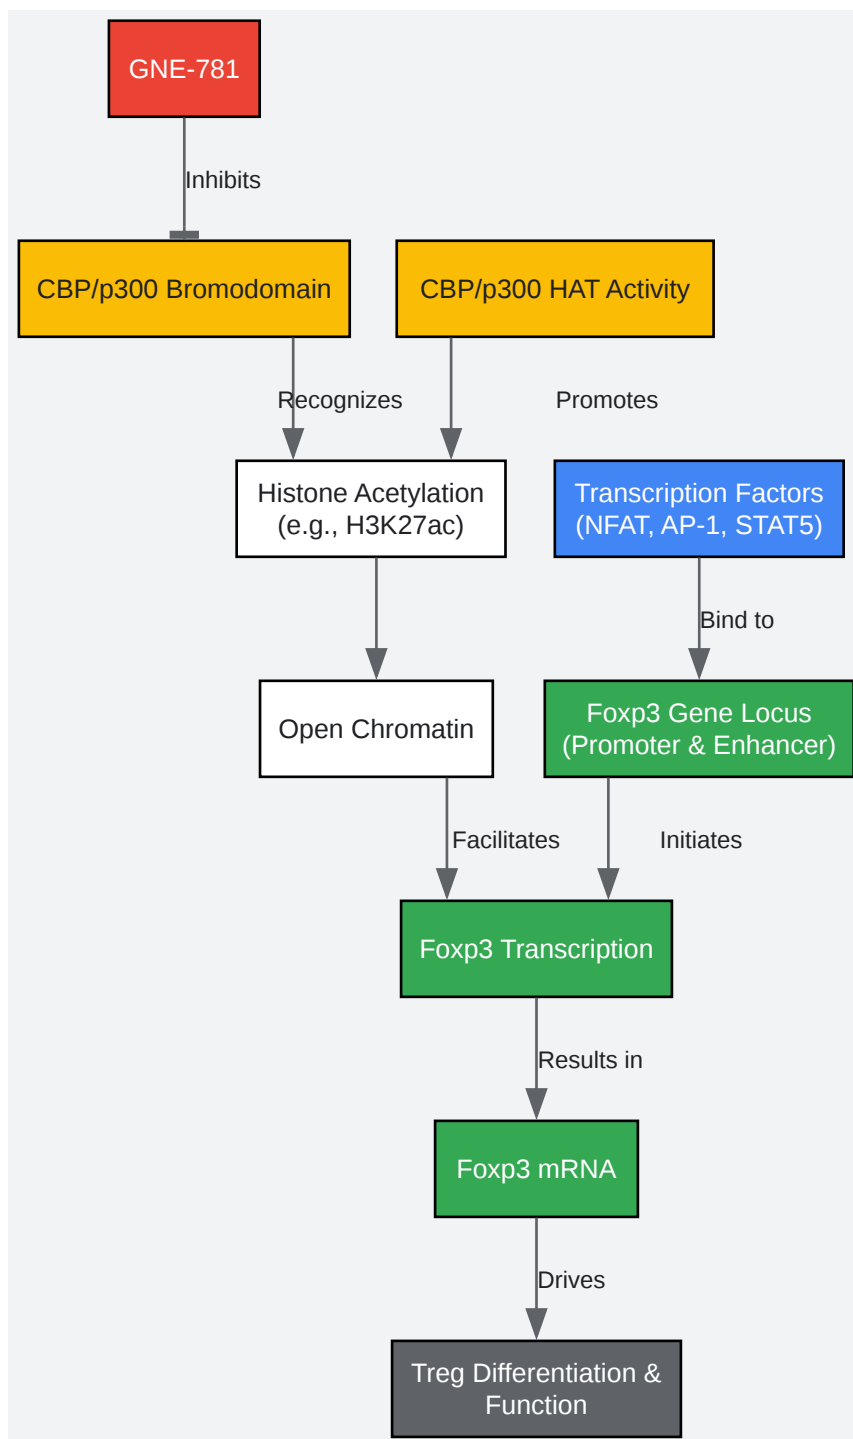 GNE-781
Inhibits
CBP/p300 Bromodomain
CBP/p300 HAT Activity
Recognizes
Promotes
Histone Acetylation
(e.g., H3K27ac)
Transcription Factors
(NFAT, AP-1, STAT5)
Bind to
Open Chromatin
Foxp3 Gene Locus
(Promoter & Enhancer)
Facilitates
Initiates
Foxp3 Transcription
Results in
Foxp3 mRNA
Drives
Treg Differentiation &
Function